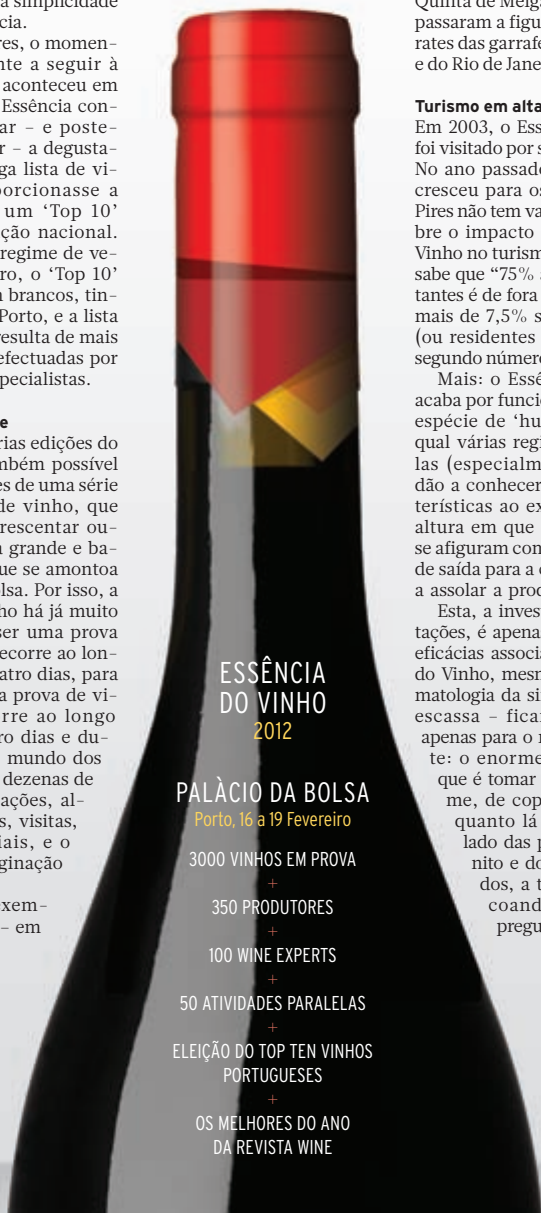 a simplicidade
cia.
res, o momen-
nte a seguir à
aconteceu em
Essência con-
ar – e poste-
r – a degusta-
ga lista de vi-
porcionasse a
um ‘Top 10’
ção nacional.
regime de ve-
ro, o ‘Top 10’
m brancos, tin-
Porto, e a lista
resulta de mais
efectuadas por
pecialistas.
e
rias edições do
mbém possível
es de uma série
de vinho, que
rescentar ou-
m grande e ba-
que se amontoa
olsa. Por isso, a
nho há já muito
ser uma prova
ecorre ao lon-
atro dias, para
a prova de vi-
rre ao longo
ro dias e du-
mundo dos
dezenas de
ações, al-
s, visitas,
iais, e o
ginação
exem-
– em
ESSÊNCIA
DO VINHO
2012
PALÀCIO DA BOLSA
Porto, 16 a 19 Fevereiro
3000 VINHOS EM PROVA
+
350 PRODUTORES
+
100 WINE EXPERTS
+
50 ATIVIDADES PARALELAS
+
ELEIÇÃO DO TOP TEN VINHOS
PORTUGUESES
+
OS MELHORES DO ANO
DA REVISTA WINE
Quinta de Melga
passaram a figu
rates das garrafe
e do Rio de Jane
Turismo em alta
Em 2003, o Ess
foi visitado por s
No ano passado
cresceu para os
Pires não tem va
bre o impacto
Vinho no turism
sabe que “75%
tantes é de fora
mais de 7,5% s
(ou residentes
segundo número
Mais: o Essê
acaba por funcio
espécie de ‘hu
qual várias regi
las (especialm
dão a conhecer
terísticas ao ex
altura em que
se afiguram com
de saída para a c
a assolar a prod
Esta, a invest
tações, é apenas
eficácias associa
do Vinho, mesm
matologia da si
escassa – fican
apenas para o n
te: o enorme
que é tomar
me, de cop
quanto lá
lado das p
nito e do
dos, a t
coand
pregu